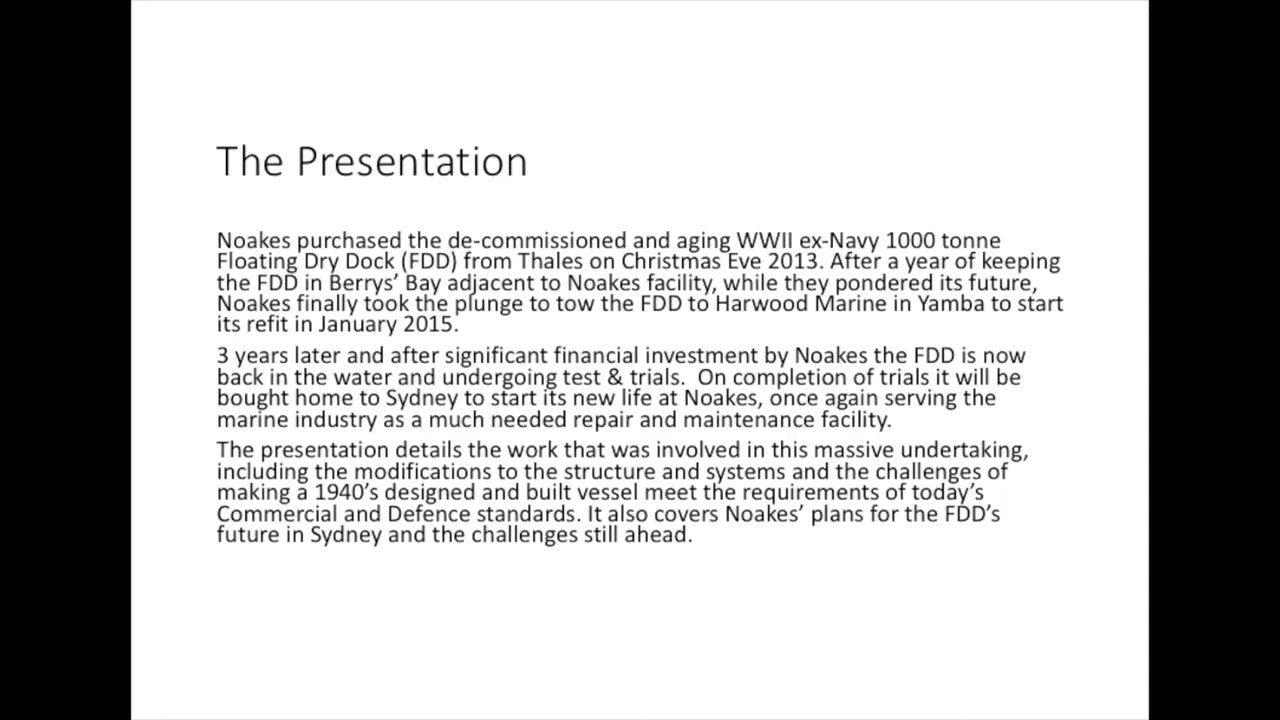 The Presentation
Noakes purchased the de-commissioned and aging WWII ex-Navy 1000 tonne
Floating Dry Dock (FDD) from Thales on Christmas Eve 2013. After a year of keeping
the FDD in Berrys’ Bay adjacent to Noakes facility, while they pondered its future,
Noakes finally took the plunge to tow the FDD to Harwood Marine in Yamba to start
its refit in January 2015.
3 years later and after significant financial investment by Noakes the FDD is now
back in the water and undergoing test & trials.  On completion of trials it will be
bought home to Sydney to start its new life at Noakes, once again serving the
marine industry as a much needed repair and maintenance facility.
The presentation details the work that was involved in this massive undertaking,
including the modifications to the structure and systems and the challenges of
making a 1940’s designed and built vessel meet the requirements of today’s
Commercial and Defence standards. It also covers Noakes’ plans for the FDD’s
future in Sydney and the challenges still ahead.